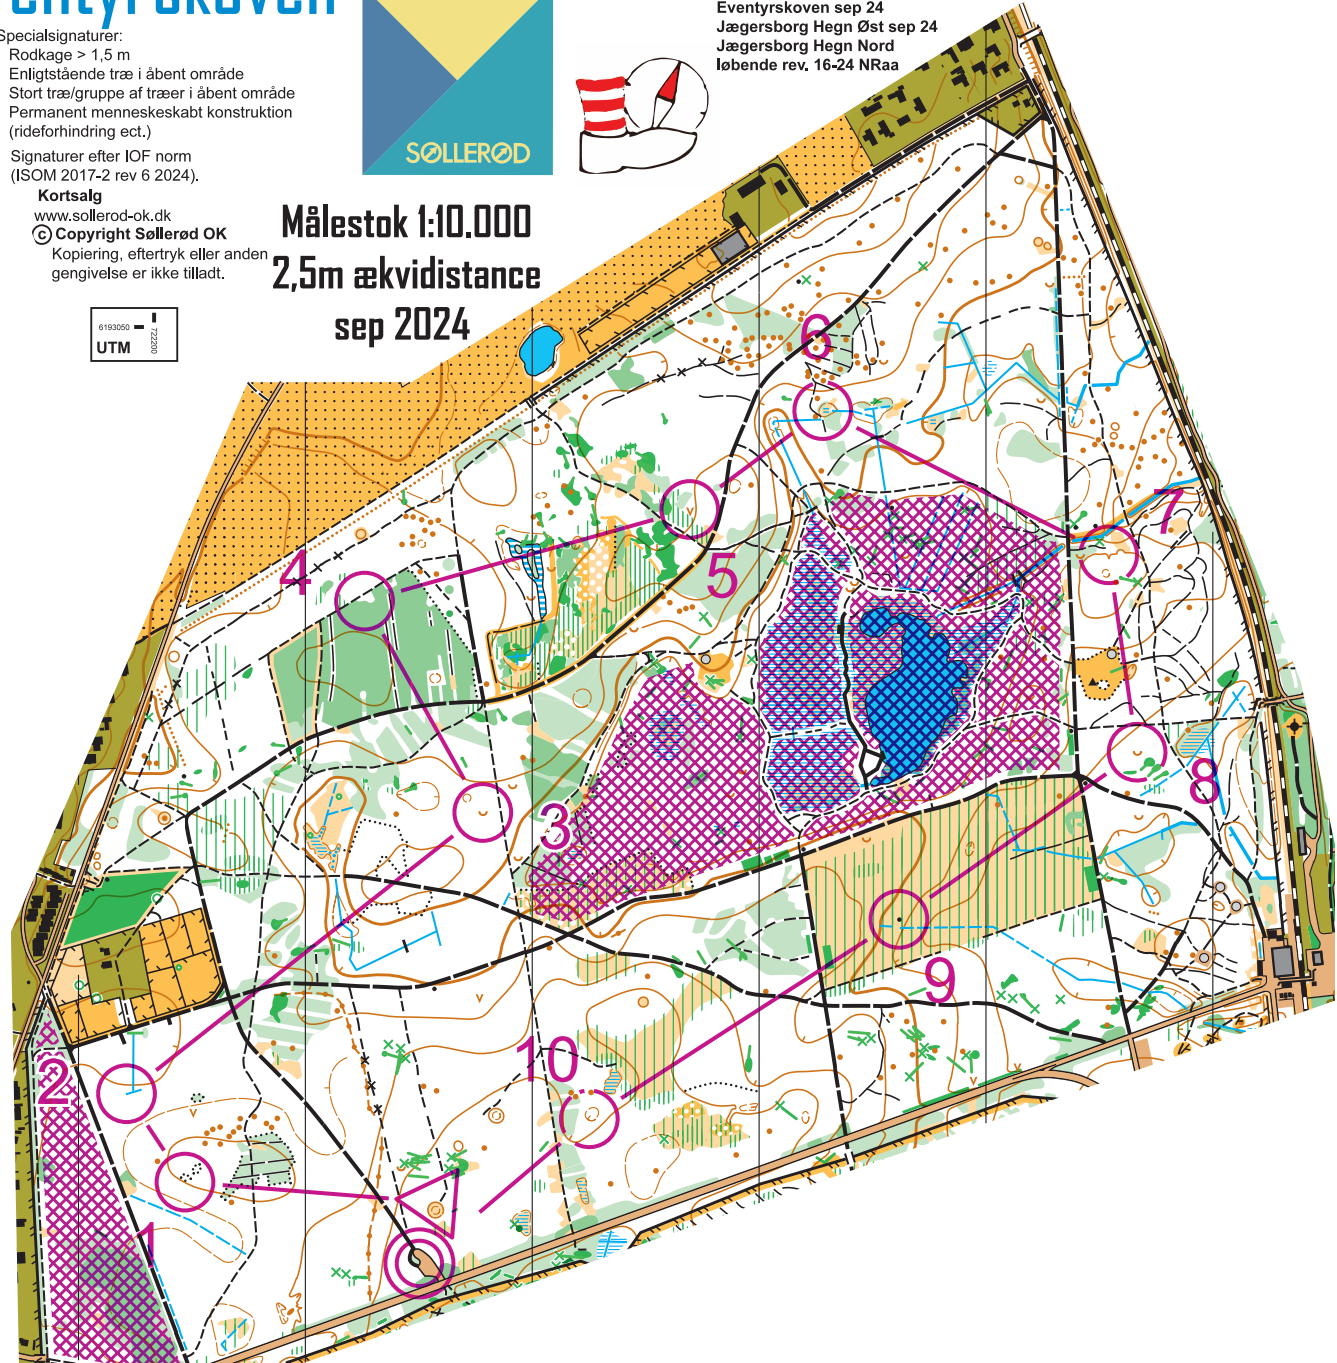 entyrskoven
Specialsignaturer:
Rodkage > 1,5 m
Enligtstående træ i åbent område
Stort træ/gruppe af træer i åbent område
Permanent menneskeskabt konstruktion
(rideforhindring ect.)
Signaturer efter IOF norm
(ISOM 2017-2 rev 6 2024).
Kortsalg
www.sollerod-ok.dk
© Copyright Søllerød OK
Kopiering, eftertryk eller anden
gengivelse er ikke tilladt.
6193050
722200
UTM
SØLLERØD
Målestok 1:10.000
2,5m ækvidistance
sep 2024
Eventyrskoven sep 24
Jægersborg Hegn Øst sep 24
Jægersborg Hegn Nord
løbende rev. 16-24 NRaa
6
7
4
5
3
8
9
10
2
1